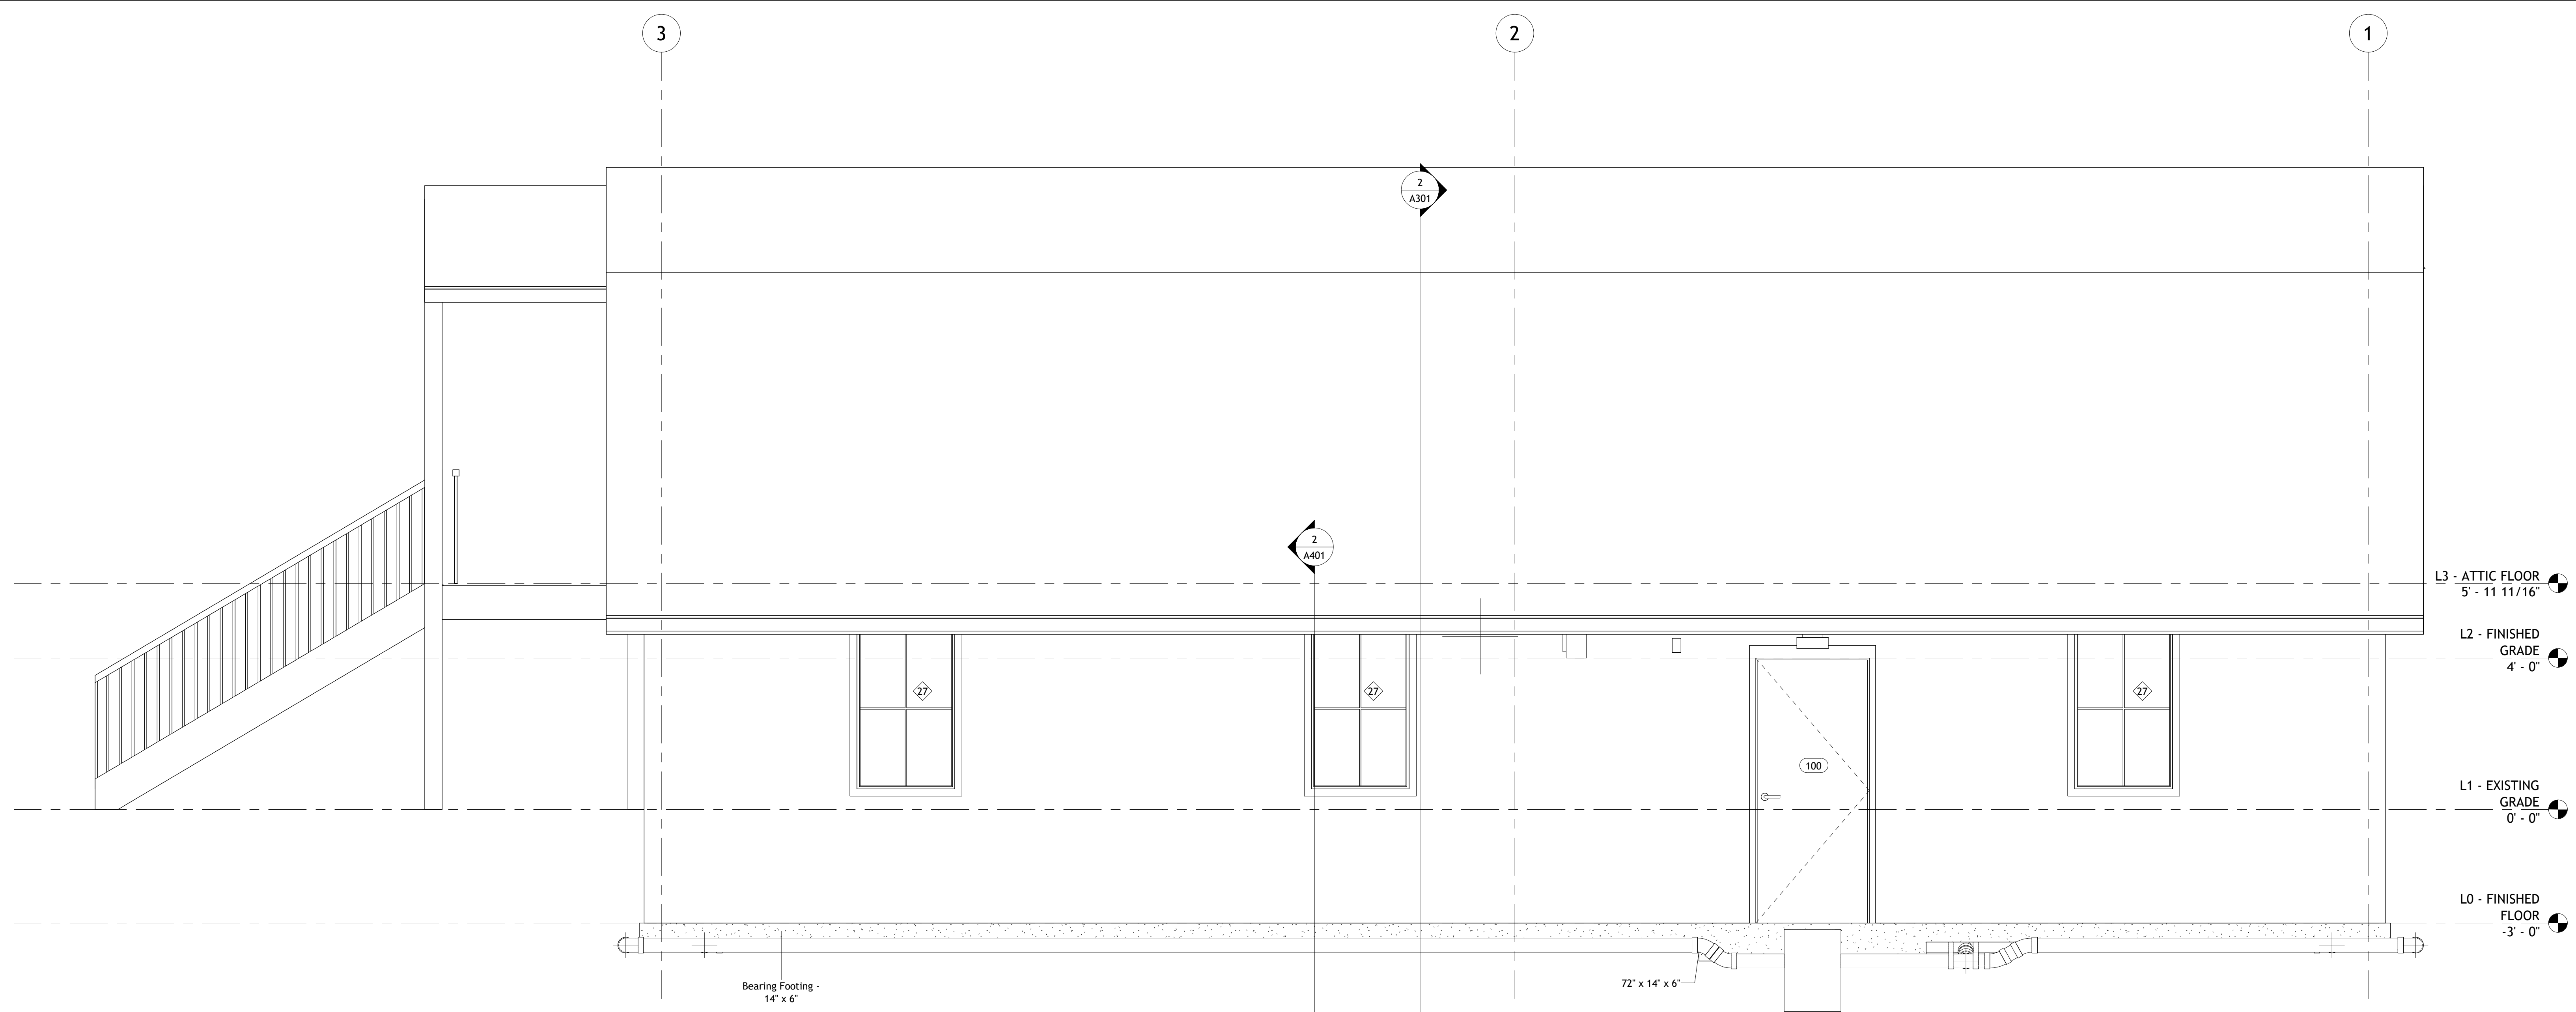 3
2
1
2
A301
2
A401
L3 - ATTIC FLOOR
5' - 11 11/16"
L2 - FINISHED
GRADE
4' - 0"
27
27
27
100
L1 - EXISTING
GRADE
0' - 0"
L0 - FINISHED
FLOOR
-3' - 0"
Bearing Footing -
14" x 6"
72" x 14" x 6"